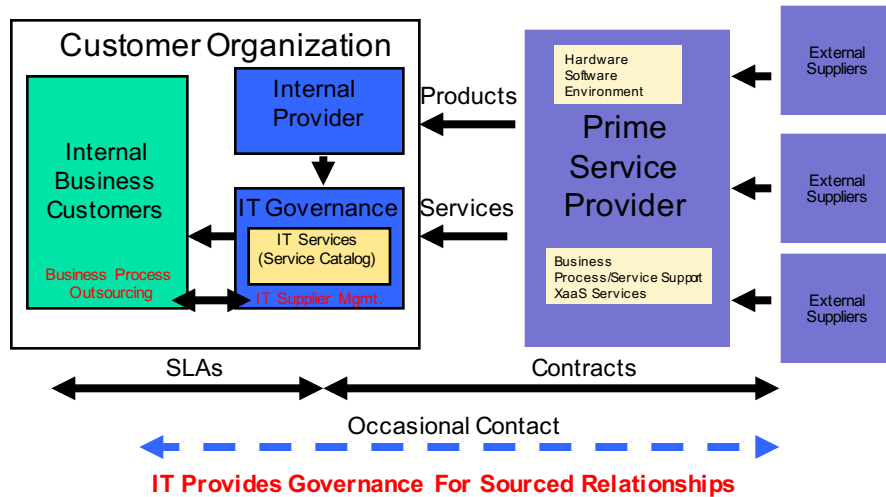 Customer Organization
Internal
Business
Customers
Business Process
Outsourcing
Internal
Provider
IT Governance
IT Services
(Service Catalog)
IT Supplier Mgmt.
Products
Services
Hardware
Software
Environment
Prime
Service
Provider
Business
Process/Service Support
XaaS Services
External
Suppliers
External
Suppliers
External
Suppliers
SLAs
Contracts
Occasional Contact
IT Provides Governance For Sourced Relationships